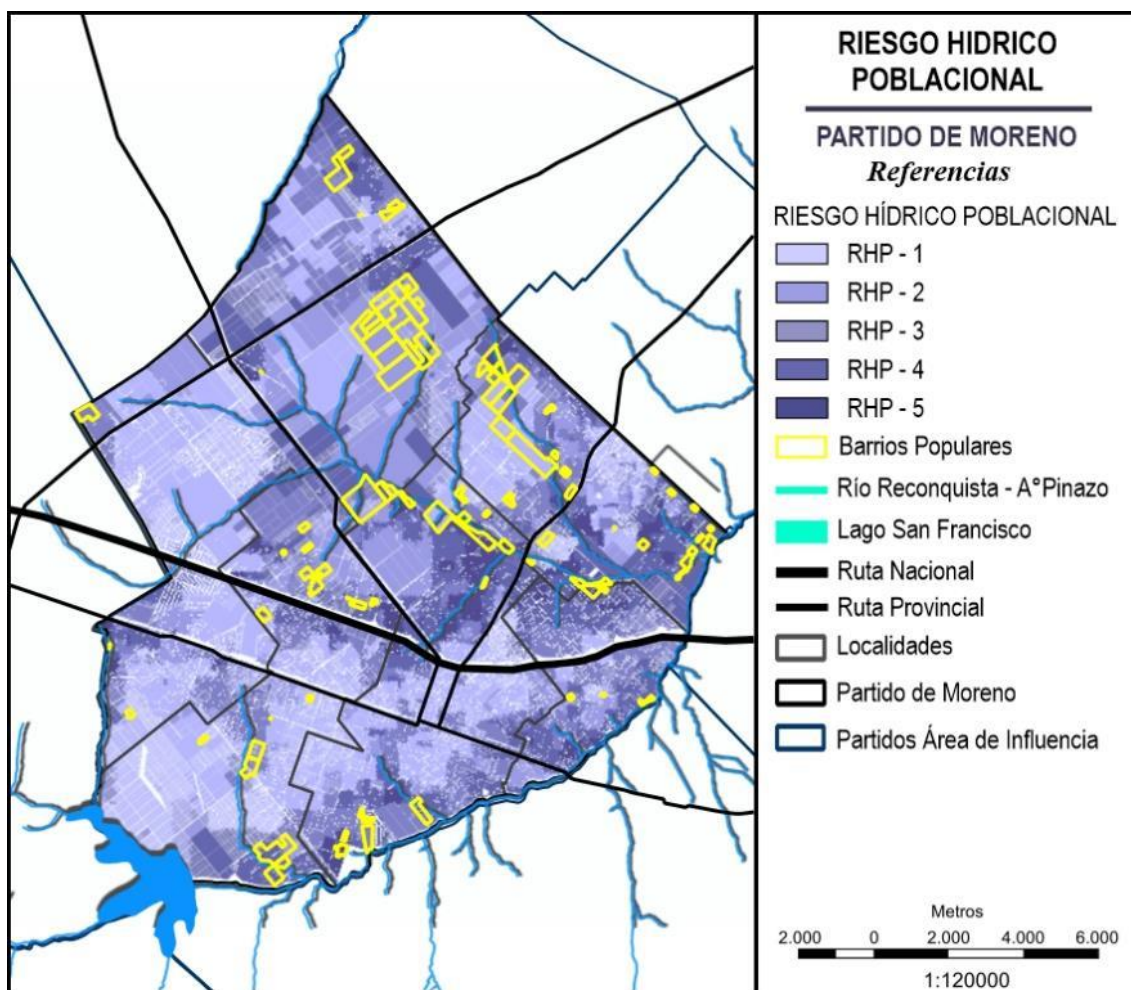 RIESGO HIDRICO
POBLACIONAL
PARTIDO DE MORENO
Referencias
RIESGO HÍDRICO POBLACIONAL
RHP - 1
RHP - 2
RHP - 3
RHP - 4
RHP - 5
Barrios Populares
Río Reconquista - A°Pinazo
Lago San Francisco
Ruta Nacional
Ruta Provincial
Localidades
Partido de Moreno
Partidos Área de Influencia
Metros
2.000 0 2.000 4.000 6.000
1:120000